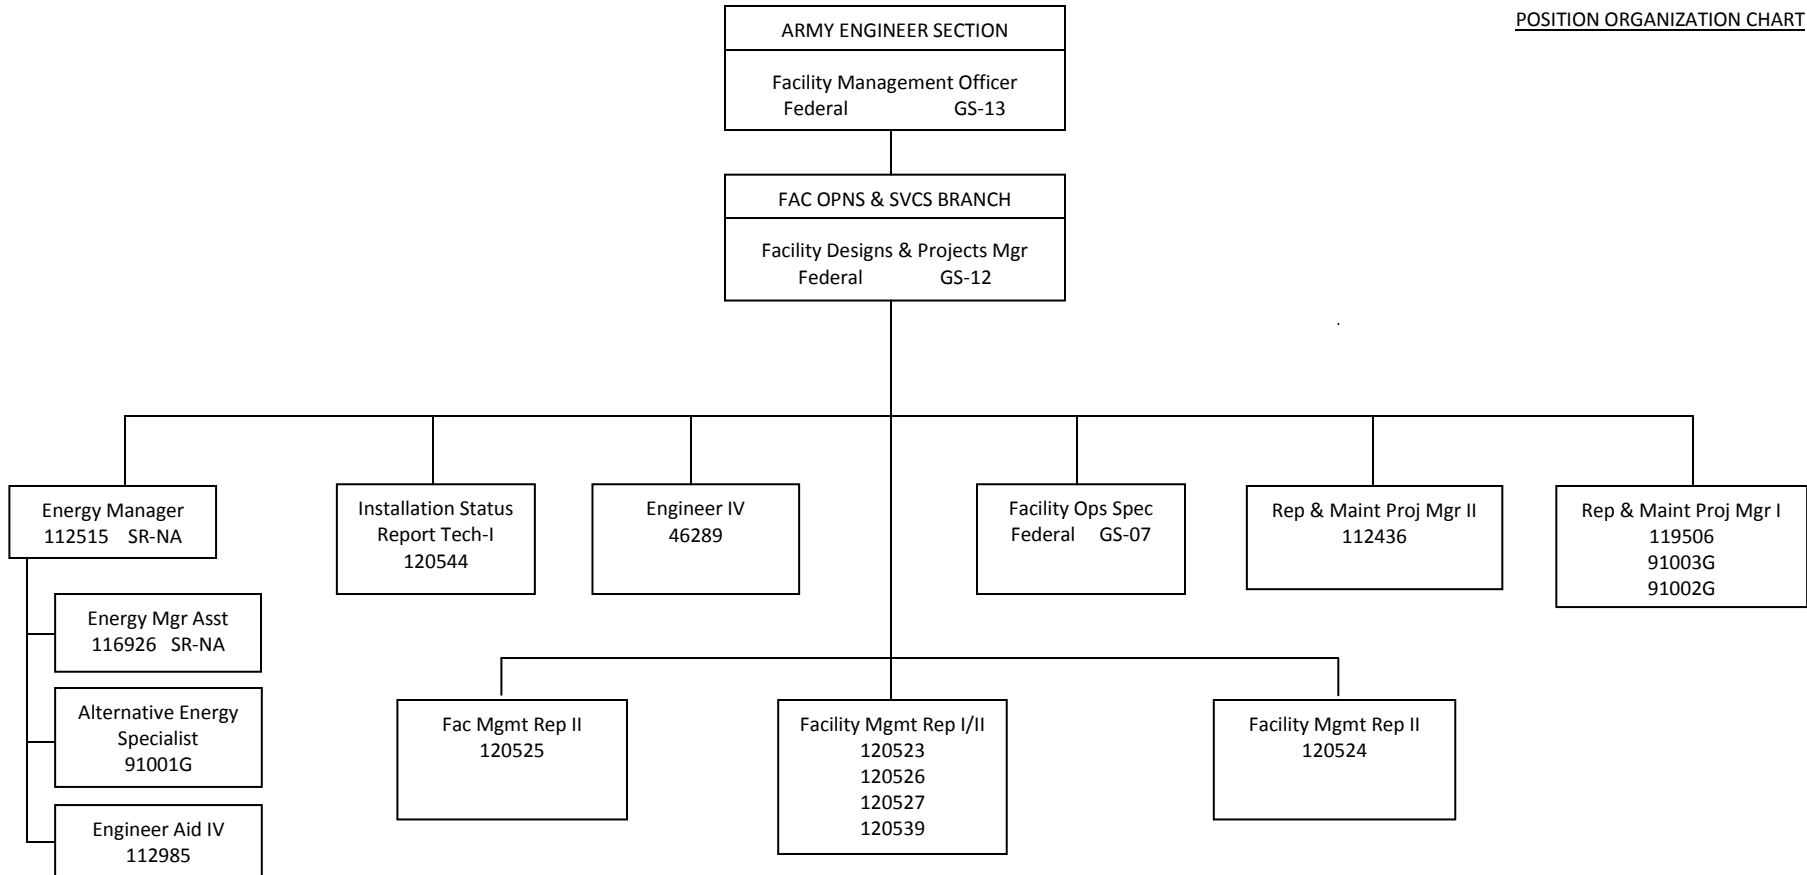 POSITION ORGANIZATION CHART
ARMY ENGINEER SECTION
Facility Management Officer
Federal GS-13
FAC OPNS & SVCS BRANCH
Facility Designs & Projects Mgr
Federal GS-12
Energy Manager
112515 SR-NA
Installation Status
Report Tech-I
120544
Engineer IV
46289
Facility Ops Spec
Federal GS-07
Rep & Maint Proj Mgr II
112436
Rep & Maint Proj Mgr I
119506
91003G
91002G
Energy Mgr Asst
116926 SR-NA
Alternative Energy
Specialist
91001G
Engineer Aid IV
112985
Fac Mgmt Rep II
120525
Facility Mgmt Rep I/II
120523
120526
120527
120539
Facility Mgmt Rep II
120524